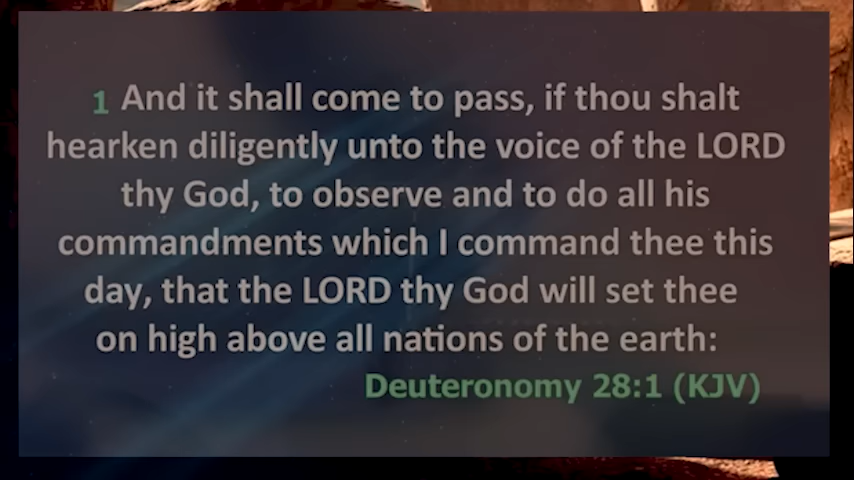 1 And it shall come to pass, if thou shalt
hearken diligently unto the voice of the LORD
thy God, to observe and to do all his
commandments which I command thee this
day, that the LORD thy God will set thee
on high above all nations of the earth:
Deuteronomy 28:1 (KJV)